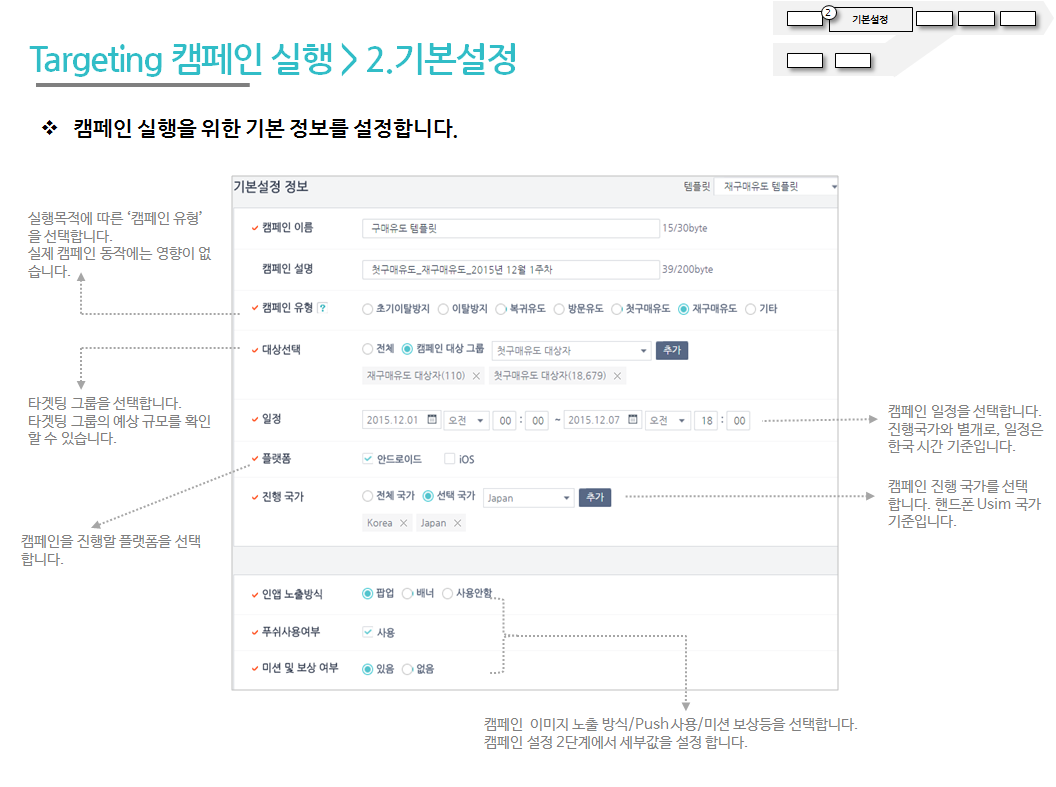 2
기본설정
Targeting 캠페인 실행 > 2.기본설정
❖ 캠페인 실행을 위한 기본 정보를 설정합니다.
기본설정 정보
템플릿 재구매유도 템플릿
캠페인 이름 구매유도 템플릿 15/30byte
캠페인 설명 첫구매유도_재구매유도_2015년 12월 1주차 39/200byte
캠페인 유형 ? 초기이탈방지 이탈방지 복귀유도 방문유도 첫구매유도 재구매유도 기타
대상선택 전체 캠페인 대상 그룹 첫구매유도 대상자 추가
재구매유도 대상자(110) × 첫구매유도 대상자(18,679) ×
일정 2015.12.01 오전 00 : 00 ~ 2015.12.07 오전 18 : 00
플랫폼 안드로이드 iOS
진행 국가 전체 국가 선택 국가 Japan 추가
Korea × Japan ×
인앱 노출방식 팝업 배너 사용안함
푸쉬사용여부 사용
미션 및 보상 여부 있음 없음
실행목적에 따른 ‘캠페인 유형’
을 선택합니다.
실제 캠페인 동작에는 영향이 없
습니다.
타겟팅 그룹을 선택합니다.
타겟팅 그룹의 예상 규모를 확인
할 수 있습니다.
캠페인을 진행할 플랫폼을 선택
합니다.
캠페인 일정을 선택합니다.
진행국가와 별개로, 일정은
한국 시간 기준입니다.
캠페인 진행 국가를 선택
합니다. 핸드폰 Usim 국가
기준입니다.
캠페인 이미지 노출 방식/Push 사용/미션 보상등을 선택합니다.
캠페인 설정 2단계에서 세부값을 설정 합니다.